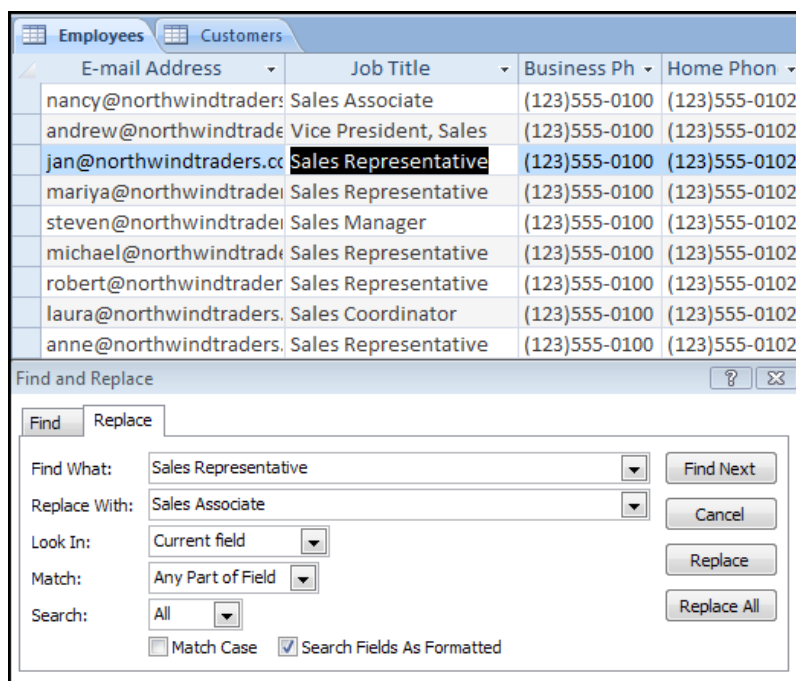 Employees Customers
E-mail Address Job Title Business Ph Home Phon
nancy@northwindtraders Sales Associate (123)555-0100 (123)555-0102
andrew@northwindtrade Vice President, Sales (123)555-0100 (123)555-0102
jan@northwindtraders.cc Sales Representative (123)555-0100 (123)555-0102
mariya@northwindtrader Sales Representative (123)555-0100 (123)555-0102
steven@northwindtrader Sales Manager (123)555-0100 (123)555-0102
michael@northwindtrade Sales Representative (123)555-0100 (123)555-0102
robert@northwindtrader Sales Representative (123)555-0100 (123)555-0102
laura@northwindtraders. Sales Coordinator (123)555-0100 (123)555-0102
anne@northwindtraders. Sales Representative (123)555-0100 (123)555-0102
Find and Replace ?
Find Replace
Find What: Sales Representative Find Next
Replace With: Sales Associate Cancel
Look In: Current field
Match: Any Part of Field Replace
Search: All Replace All
Match Case Search Fields As Formatted